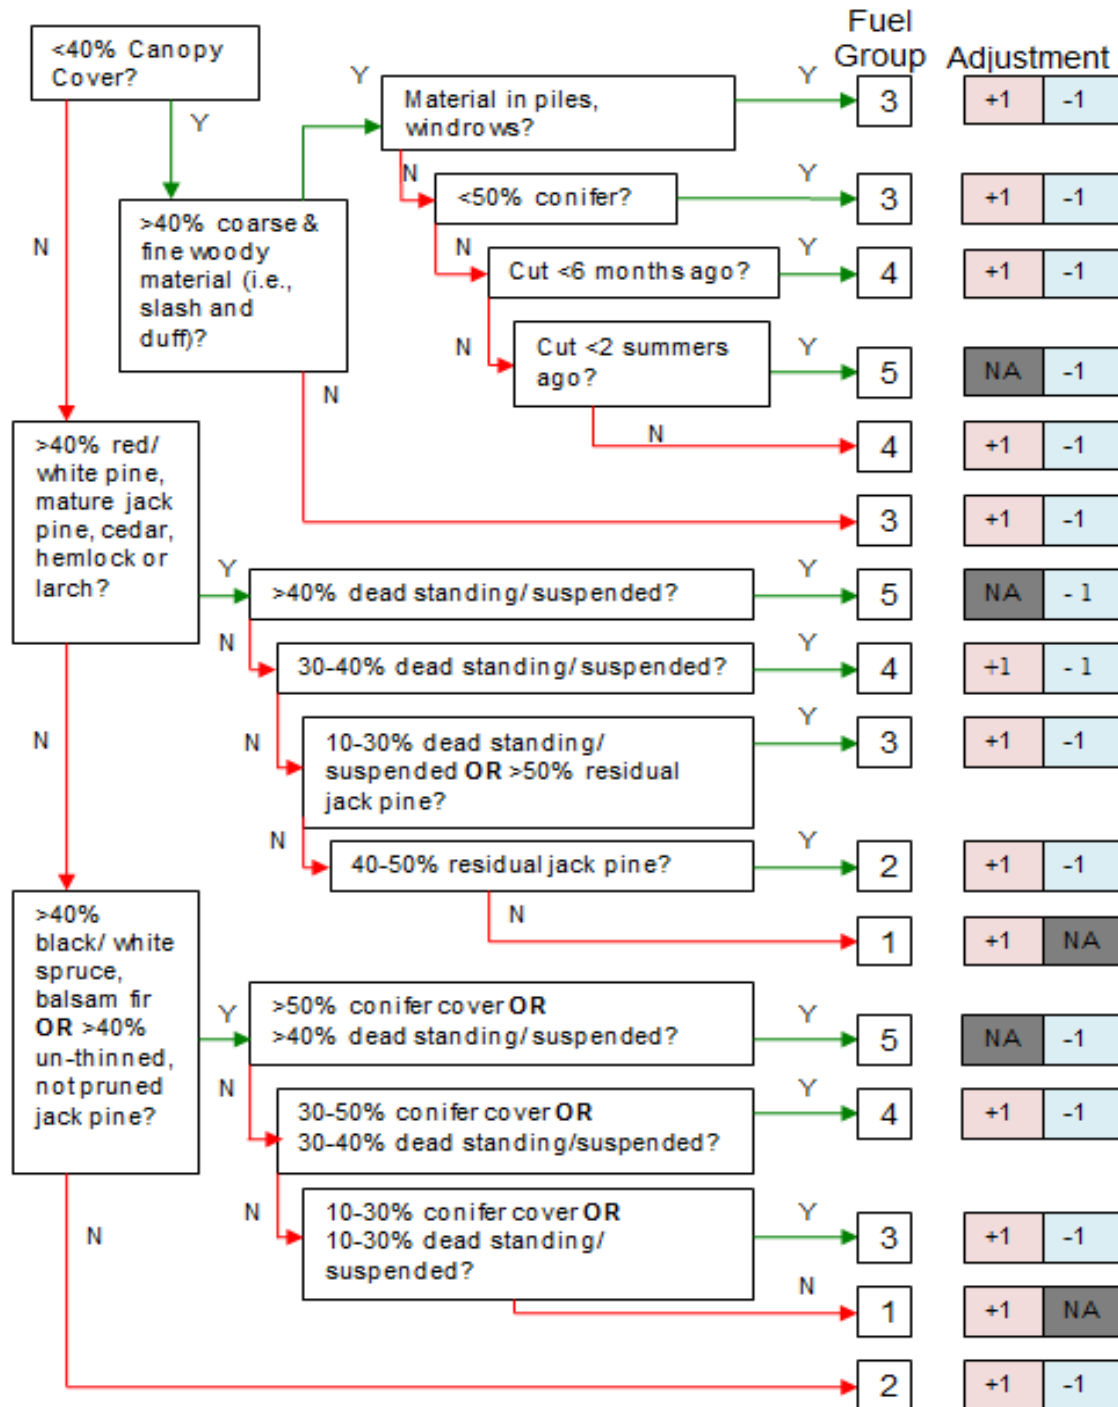 Fuel
Group Adjustment
<40% Canopy
Cover?
Y
N
Y
Material in piles,
windrows?
Y
3 +1 -1
N
<50% conifer?
Y
3 +1 -1
>40% coarse &
fine woody
material (i.e.,
slash and
duff)?
N
Cut <6 months ago?
Y
4 +1 -1
N
Cut <2 summers
ago?
Y
5 NA -1
N
4 +1 -1
N
3 +1 -1
>40% red/
white pine,
mature jack
pine, cedar,
hemlock or
larch?
Y
>40% dead standing/suspended?
Y
5 NA -1
N
30-40% dead standing/suspended?
Y
4 +1 -1
N
N
10-30% dead standing/
suspended OR >50% residual
jack pine?
Y
3 +1 -1
N
40-50% residual jack pine?
Y
2 +1 -1
N
1 +1 NA
>40%
black/ white
spruce,
balsam fir
OR >40%
un-thinned,
not pruned
jack pine?
Y
>50% conifer cover OR
>40% dead standing/suspended?
Y
5 NA -1
N
30-50% conifer cover OR
30-40% dead standing/suspended?
Y
4 +1 -1
N
10-30% conifer cover OR
10-30% dead standing/
suspended?
Y
3 +1 -1
N
1 +1 NA
N
2 +1 -1